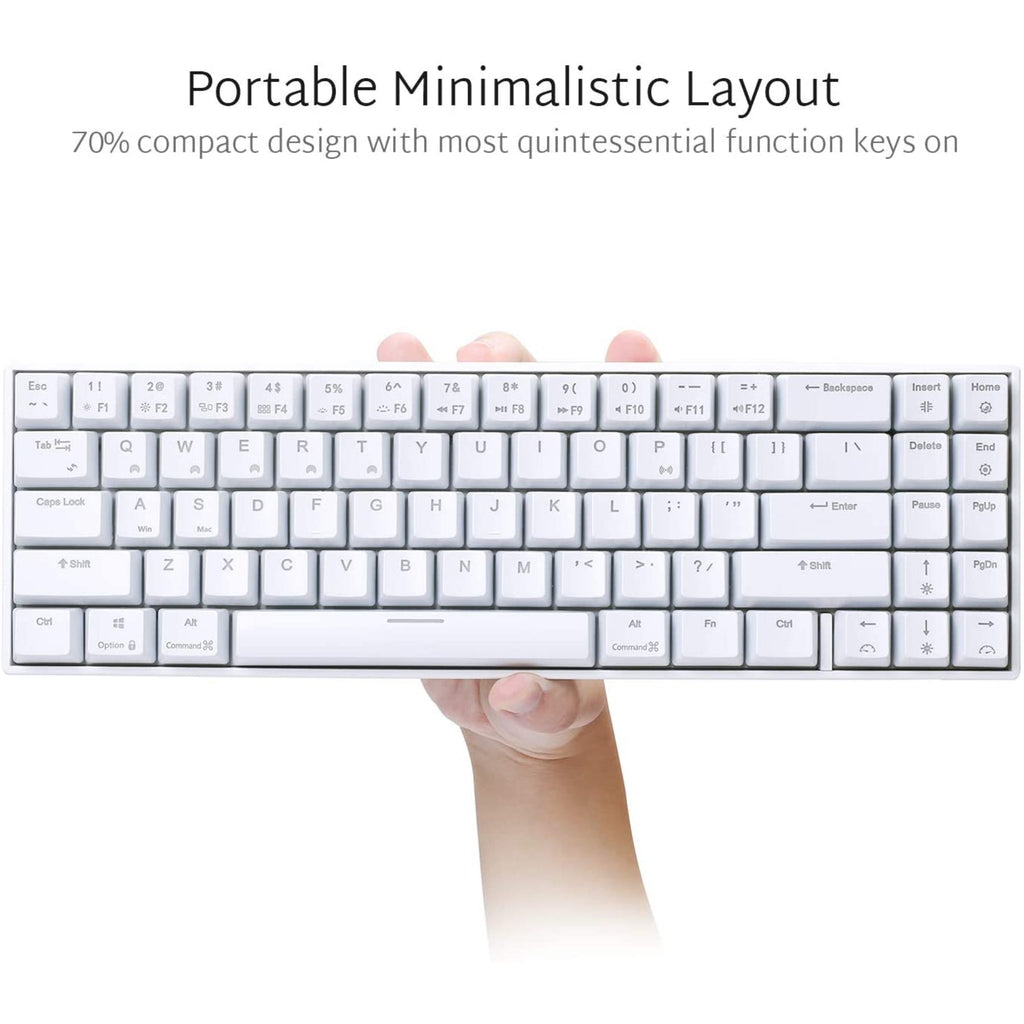 Portable Minimalistic Layout
70% compact design with most quintessential function keys on
Esc 1! 2@ 3# 4$ 5% 6^ 7& 8* 9( 0) -— =+ ←Backspace Insert Home
~ ` F1 F2 F3 F4 F5 F6 F7 F8 F9 F10 F11 F12
Tab Q W E R T Y U I O P {[ ]} |\ Delete End
Caps Lock A S D F G H J K L ;: '" ←Enter Pause PgUp
Win Mac
⇧Shift Z X C V B N M '< >. ?/ ⇧Shift ↑ PgDn
Ctrl Alt Alt Fn Ctrl ← ↓ →
Option Command⌘ Command⌘